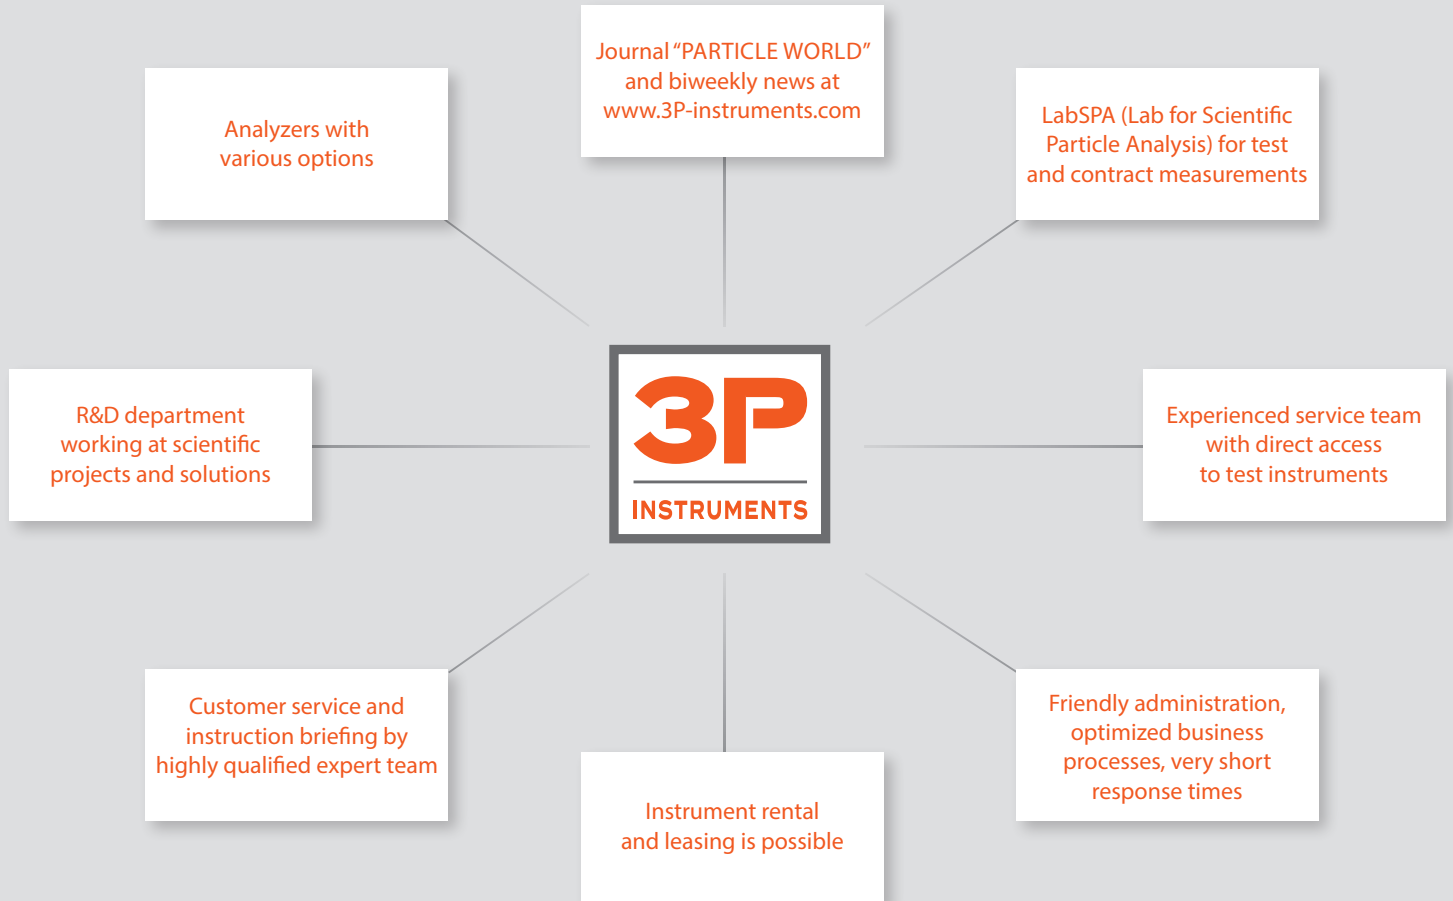 Journal “PARTICLE WORLD”
and biweekly news at
www.3P-instruments.com
Analyzers with
various options
LabSPA (Lab for Scientific
Particle Analysis) for test
and contract measurements
R&D department
working at scientific
projects and solutions
3P
INSTRUMENTS
Experienced service team
with direct access
to test instruments
Customer service and
instruction briefing by
highly qualified expert team
Instrument rental
and leasing is possible
Friendly administration,
optimized business
processes, very short
response times